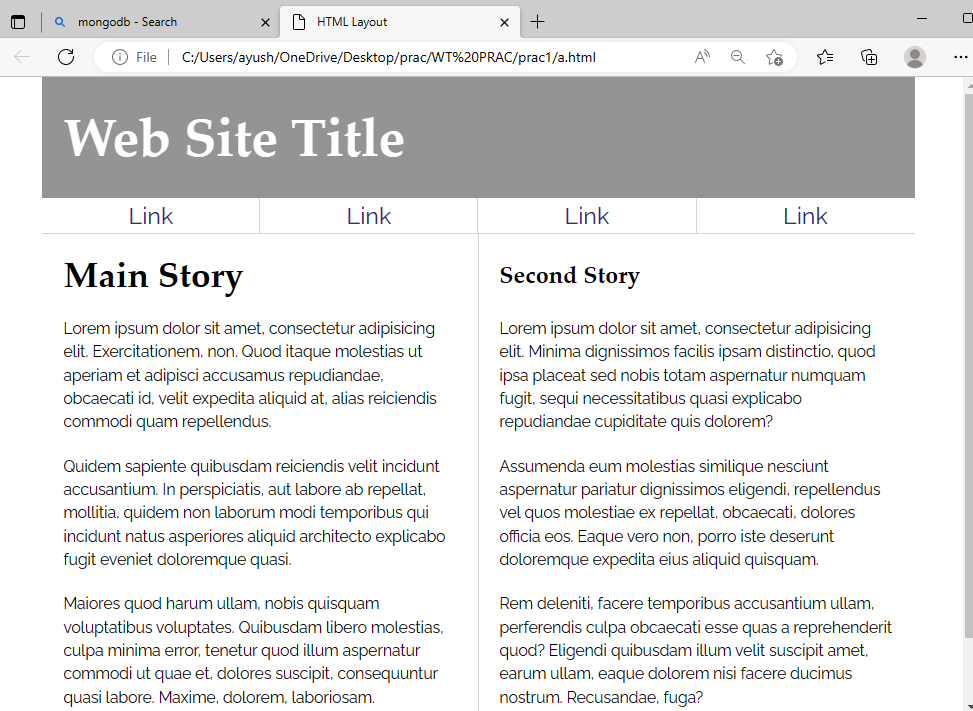 mongodb - Search
HTML Layout
File
C:/Users/ayush/OneDrive/Desktop/prac/WT%20PRAC/prac1/a.html
Web Site Title
Link Link Link Link
Main Story
Lorem ipsum dolor sit amet, consectetur adipisicing
elit. Exercitationem, non. Quod itaque molestias ut
aperiam et adipisci accusamus repudiandae,
obcaecati id, velit expedita aliquid at, alias reiciendis
commodi quam repellendus.
Quidem sapiente quibusdam reiciendis velit incidunt
accusantium. In perspiciatis, aut labore ab repellat,
mollitia, quidem non laborum modi temporibus qui
incidunt natus asperiores aliquid architecto explicabo
fugit eveniet doloremque quasi.
Maiores quod harum ullam, nobis quisquam
voluptatibus voluptates. Quibusdam libero molestias,
culpa minima error, tenetur quod illum aspernatur
commodi ut quae et, dolores suscipit, consequuntur
quasi labore. Maxime, dolorem, laboriosam.
Second Story
Lorem ipsum dolor sit amet, consectetur adipisicing
elit. Minima dignissimos facilis ipsam distinctio, quod
ipsa placeat sed nobis totam aspernatur numquam
fugit, sequi necessitatibus quasi explicabo
repudiandae cupiditate quis dolorem?
Assumenda eum molestias similique nesciunt
aspernatur pariatur dignissimos eligendi, repellendus
vel quos molestiae ex repellat, obcaecati, dolores
officia eos. Eaque vero non, porro iste deserunt
doloremque expedita eius aliquid quisquam.
Rem deleniti, facere temporibus accusantium ullam,
perferendis culpa obcaecati esse quas a reprehenderit
quod? Eligendi quibusdam illum velit suscipit amet,
earum ullam, eaque dolorem nisi facere ducimus
nostrum. Recusandae, fuga?